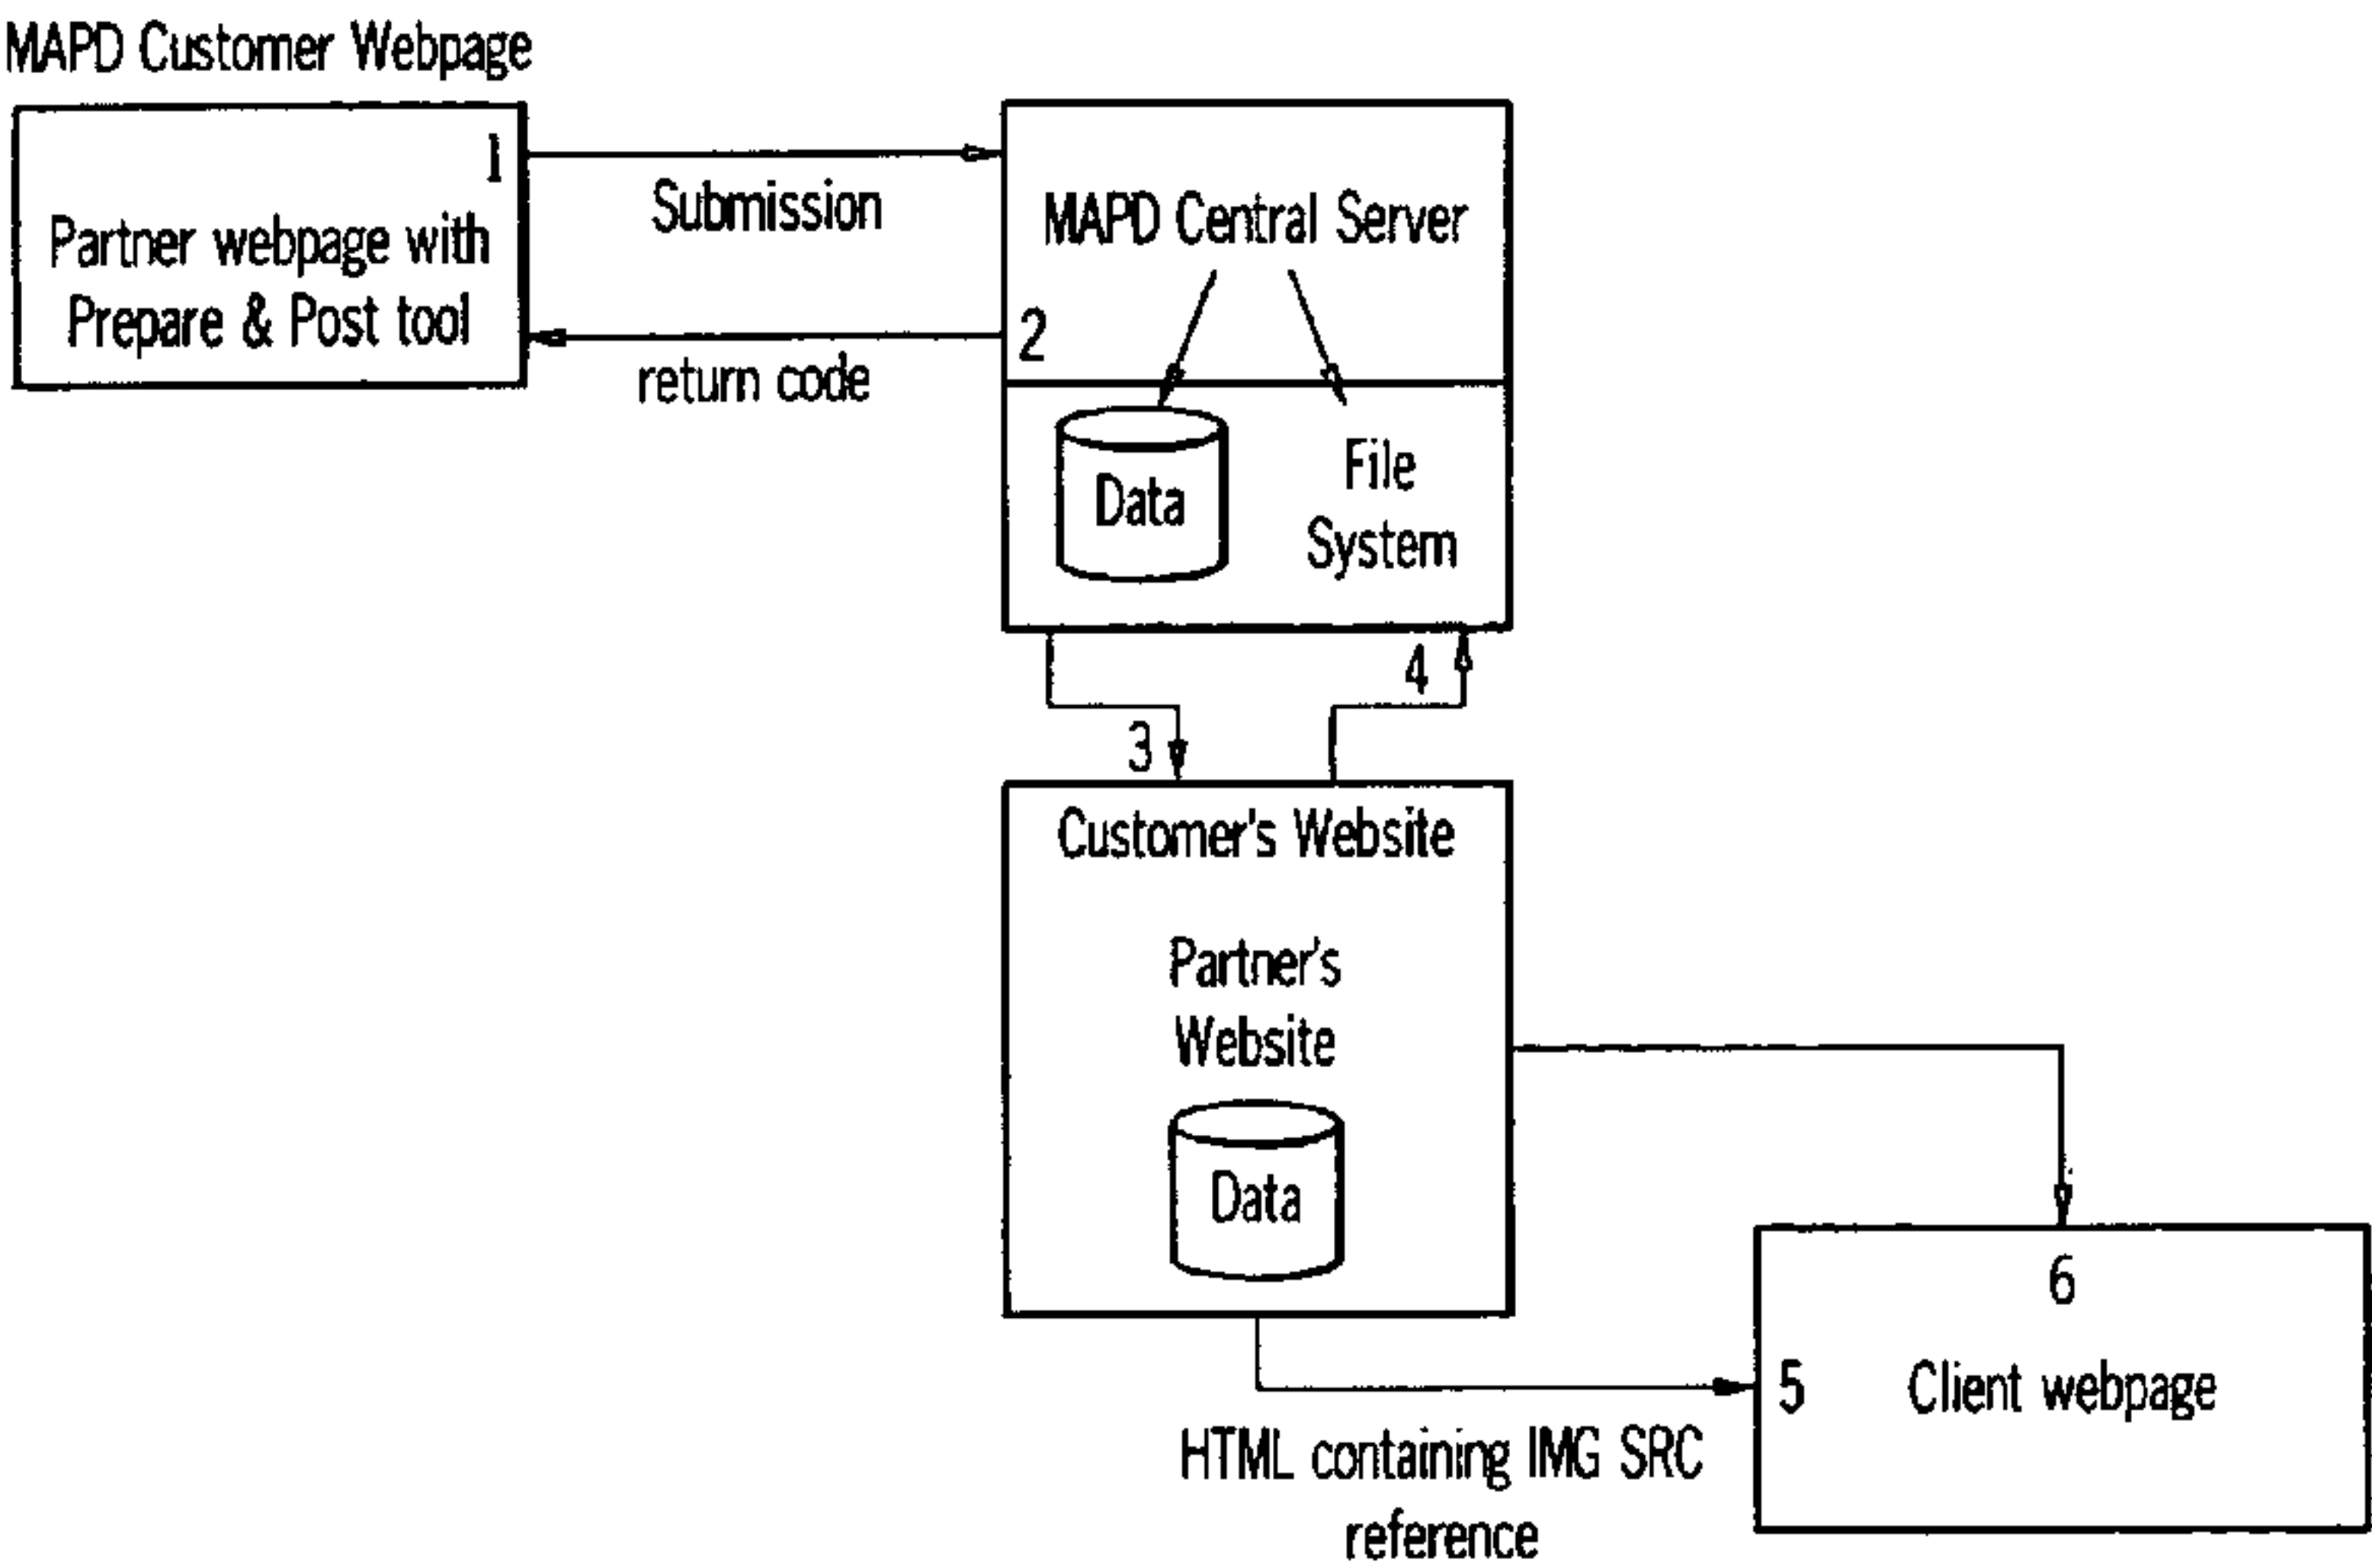 MAPD Customer Webpage
1
Partner webpage with
Prepare & Post tool
Submission
return code
MAPD Central Server
2
Data
File
System
3
4
Customer's Website
Partner's
Website
Data
6
5
Client webpage
HTML containing IMG SRC
reference